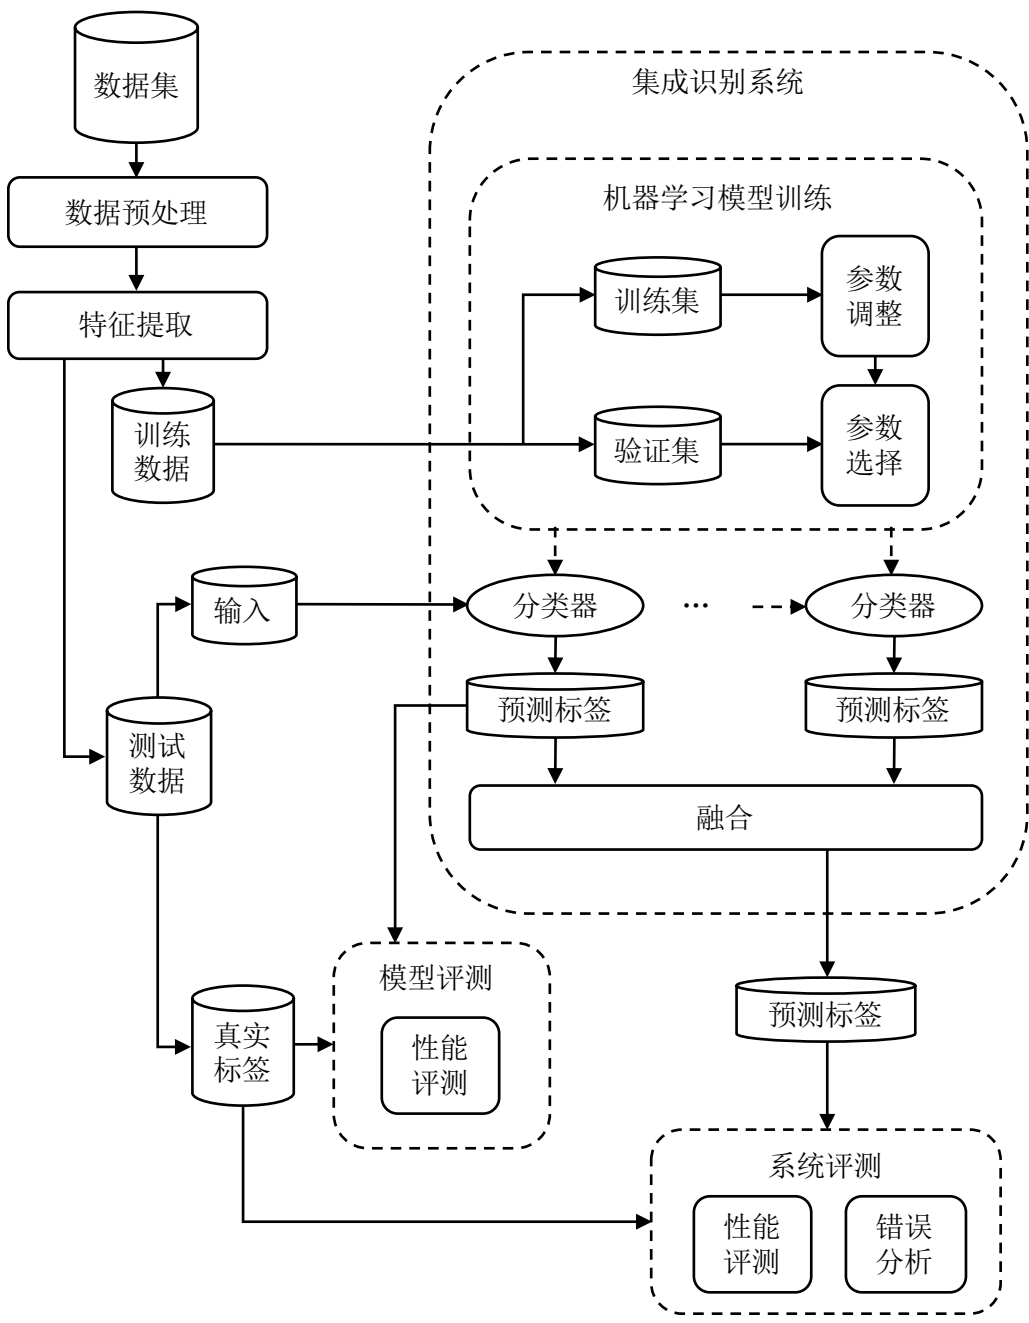 数据集
数据预处理
特征提取
训练
数据
集成识别系统
机器学习模型训练
训练集
参数
调整
验证集
参数
选择
输入
分类器
...
分类器
预测标签
预测标签
测试
数据
融合
模型评测
性能
评测
真实
标签
预测标签
系统评测
性能
评测
错误
分析